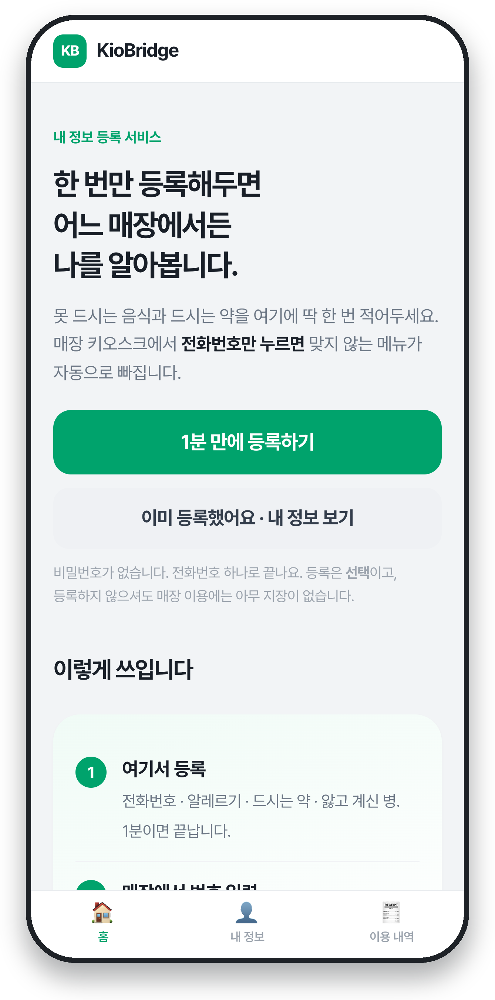 KB KioBridge
내 정보 등록 서비스
한 번만 등록해두면
어느 매장에서든
나를 알아봅니다.
못 드시는 음식과 드시는 약을 여기에 딱 한 번 적어두세요.
매장 키오스크에서 전화번호만 누르면 맞지 않는 메뉴가
자동으로 빠집니다.
1분 만에 등록하기
이미 등록했어요 · 내 정보 보기
비밀번호가 없습니다. 전화번호 하나로 끝나요. 등록은 선택이고,
등록하지 않으셔도 매장 이용에는 아무 지장이 없습니다.
이렇게 쓰입니다
1 여기서 등록
전화번호 · 알레르기 · 드시는 약 · 앓고 계신 병.
1분이면 끝납니다.
매장에서 번호 입력
RECEIPT
홈 내 정보 이용 내역